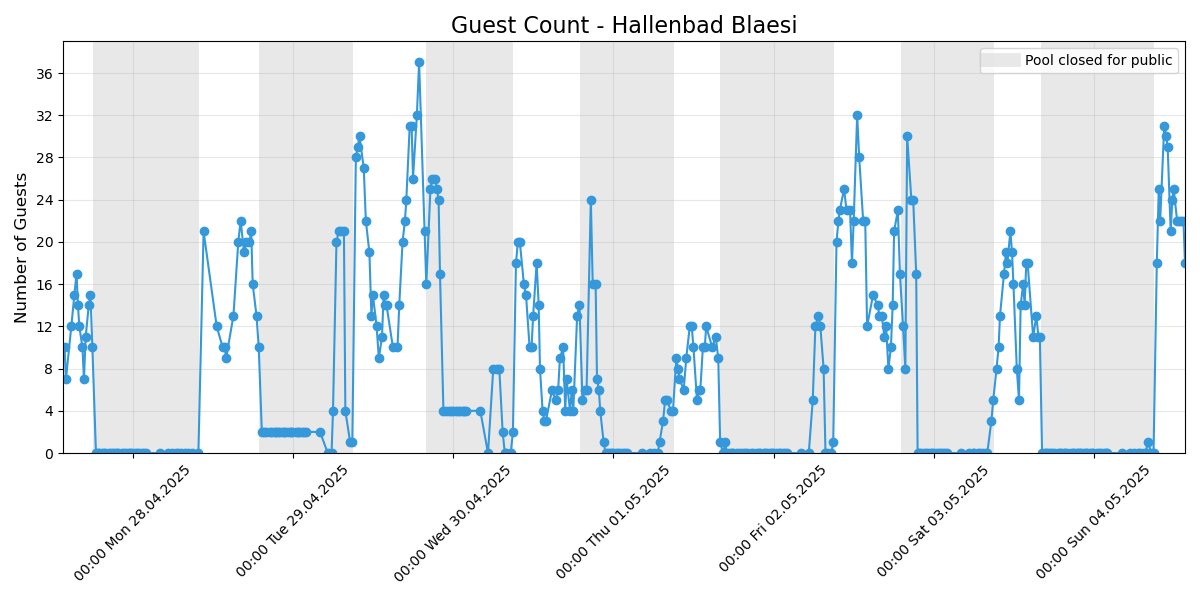 Guest Count - Hallenbad Blaesi
Pool closed for public
Number of Guests
36
32
28
24
20
16
12
8
4
0
00:00 Mon 28.04.2025
00:00 Tue 29.04.2025
00:00 Wed 30.04.2025
00:00 Thu 01.05.2025
00:00 Fri 02.05.2025
00:00 Sat 03.05.2025
00:00 Sun 04.05.2025